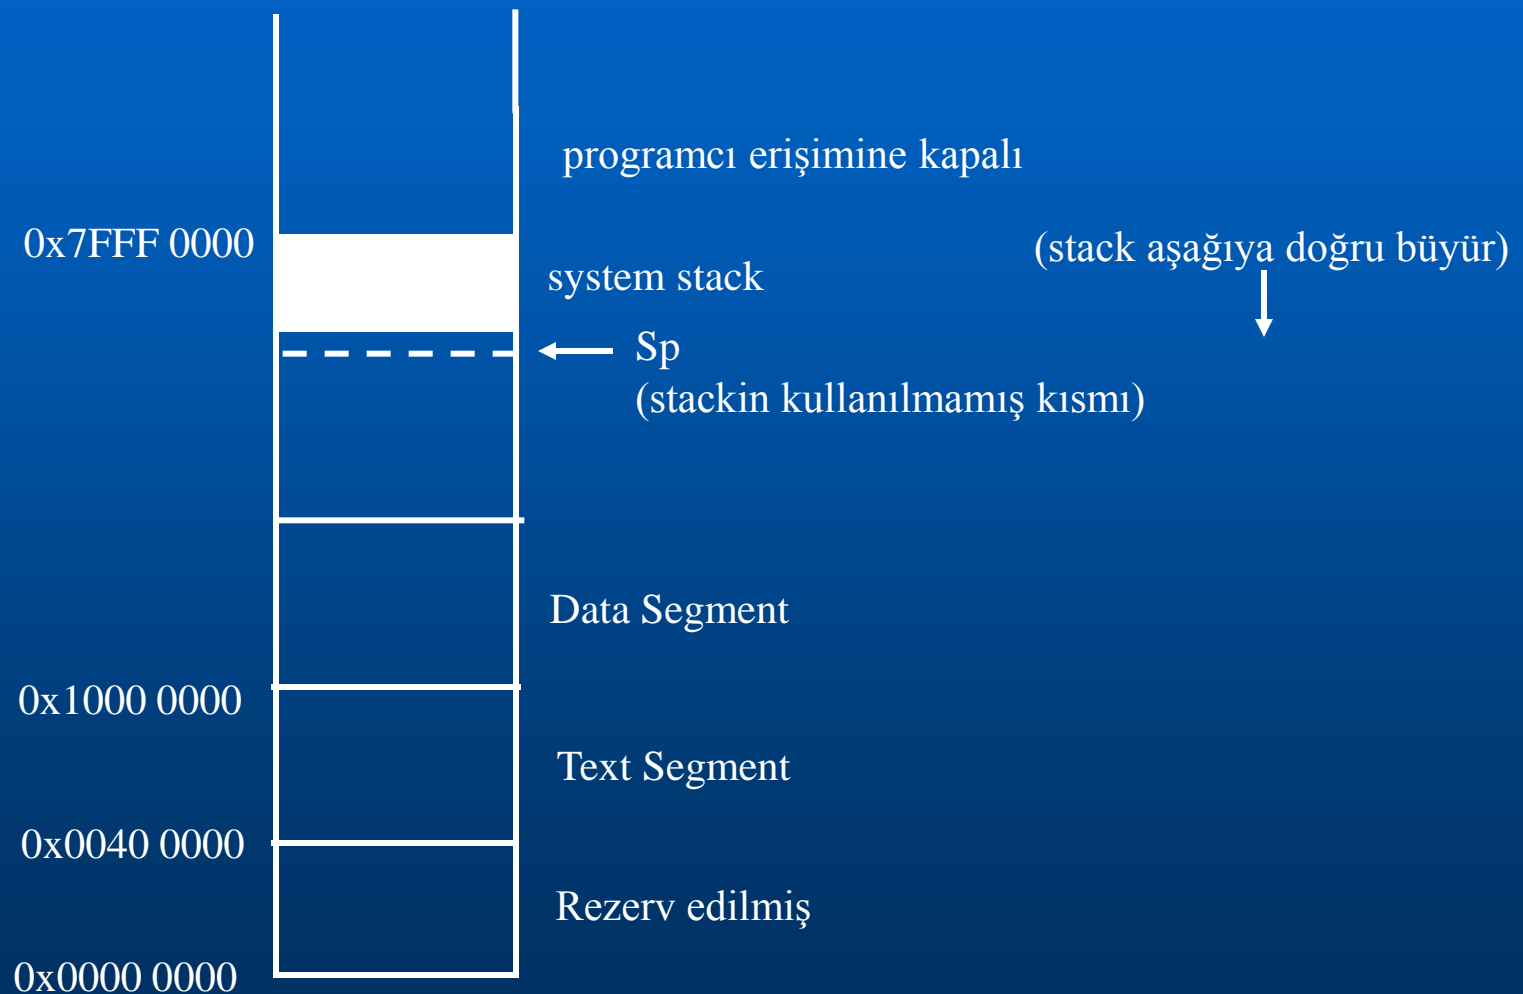 programcı erişimine kapalı
0x7FFF 0000
(stack aşağıya doğru büyür)
system stack
Sp
(stackin kullanılmamış kısmı)
Data Segment
0x1000 0000
Text Segment
0x0040 0000
Rezerv edilmiş
0x0000 0000